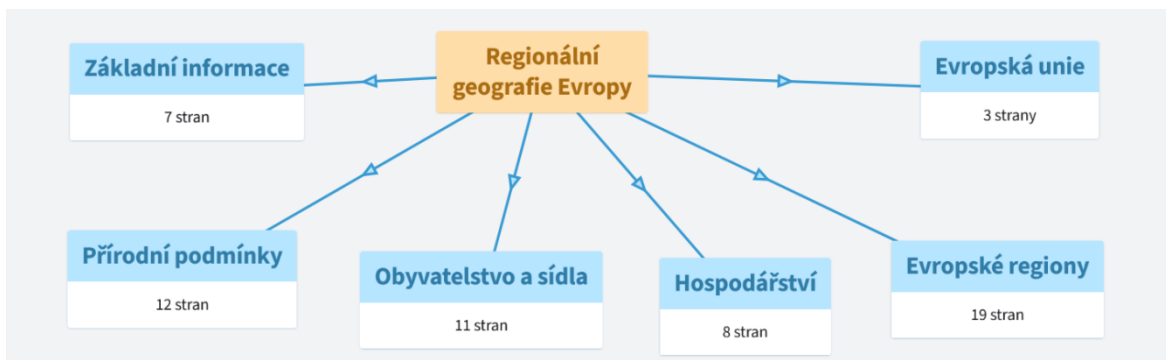 Regionální
geografie Evropy
Základní informace
7 stran
Evropská unie
3 strany
Přírodní podmínky
12 stran
Obyvatelstvo a sídla
11 stran
Hospodářství
8 stran
Evropské regiony
19 stran